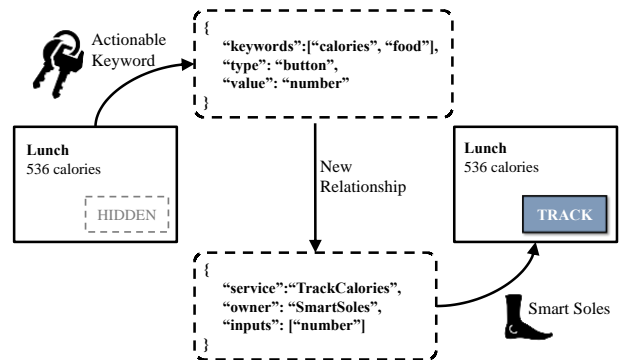 Actionable
Keyword
{
“keywords”:[“calories”, “food”],
“type”: “button”,
“value”: “number”
}
Lunch
536 calories
HIDDEN
New
Relationship
Lunch
536 calories
TRACK
{
“service”:“TrackCalories”,
“owner”: “SmartSoles”,
“inputs”: [“number”]
}
Smart Soles